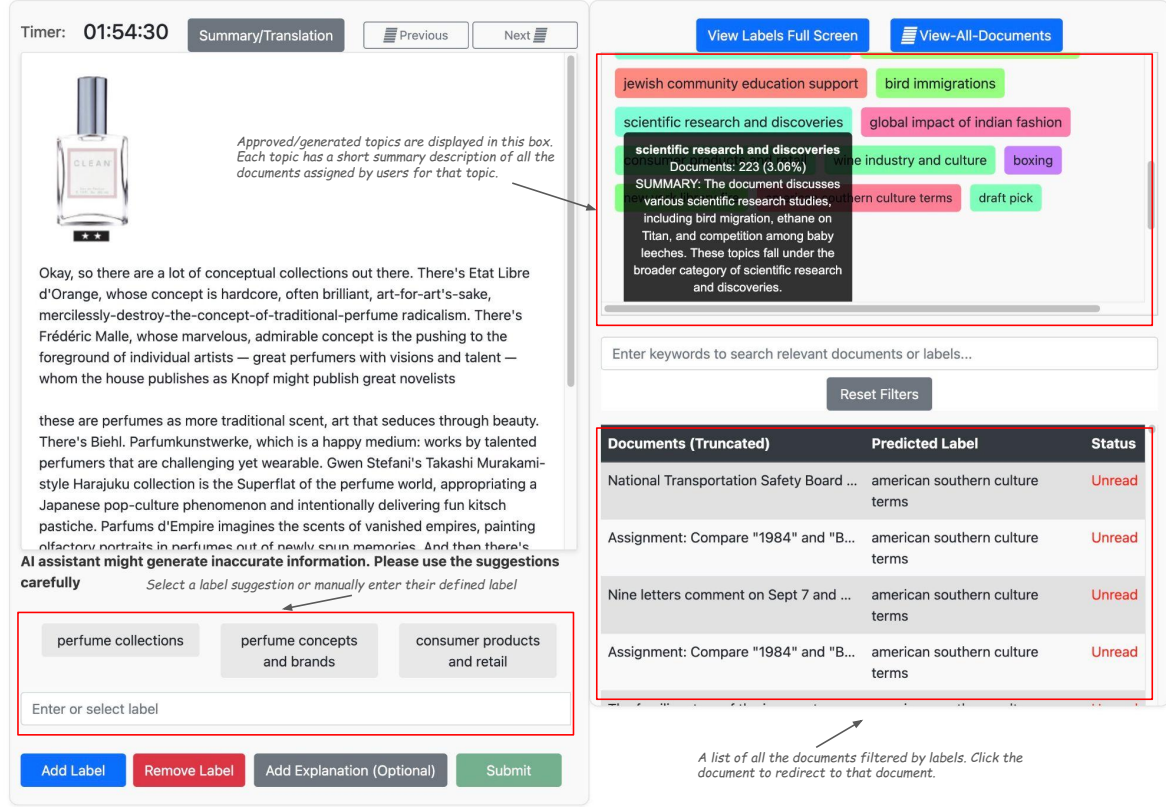 Timer: 01:54:30 Summary/Translation Previous Next
CLEAN
Approved/generated topics are displayed in this box.
Each topic has a short summary description of all the
documents assigned by users for that topic.
Okay, so there are a lot of conceptual collections out there. There's Etat Libre
d'Orange, whose concept is hardcore, often brilliant, art-for-art's-sake,
mercilessly-destroy-the-concept-of-traditional-perfume radicalism. There's
Frédéric Malle, whose marvelous, admirable concept is the pushing to the
foreground of individual artists — great perfumers with visions and talent —
whom the house publishes as Knopf might publish great novelists
these are perfumes as more traditional scent, art that seduces through beauty.
There's Biehl. Parfumkunstwerke, which is a happy medium: works by talented
perfumers that are challenging yet wearable. Gwen Stefani's Takashi Murakami-
style Harajuku collection is the Superflat of the perfume world, appropriating a
Japanese pop-culture phenomenon and intentionally delivering fun kitsch
pastiche. Parfums d'Empire imagines the scents of vanished empires, painting
olfactory portraits in perfumes out of newly spun memories. And then there's
AI assistant might generate inaccurate information. Please use the suggestions
carefully
Select a label suggestion or manually enter their defined label
perfume collections
perfume concepts
and brands
consumer products
and retail
Enter or select label
Add Label Remove Label Add Explanation (Optional) Submit
View Labels Full Screen View-All-Documents
jewish community education support bird immigrations
scientific research and discoveries global impact of indian fashion
consumer products and retail wine industry and culture boxing
southern culture terms draft pick
scientific research and discoveries
Documents: 223 (3.06%)
SUMMARY: The document discusses
various scientific research studies,
including bird migration, ethane on
Titan, and competition among baby
leeches. These topics fall under the
broader category of scientific research
and discoveries.
Enter keywords to search relevant documents or labels...
Reset Filters
Documents (Truncated) Predicted Label Status
National Transportation Safety Board ... american southern culture Unread
terms
Assignment: Compare "1984" and "B... american southern culture Unread
terms
Nine letters comment on Sept 7 and ... american southern culture Unread
terms
Assignment: Compare "1984" and "B... american southern culture Unread
terms
A list of all the documents filtered by labels. Click the
document to redirect to that document.